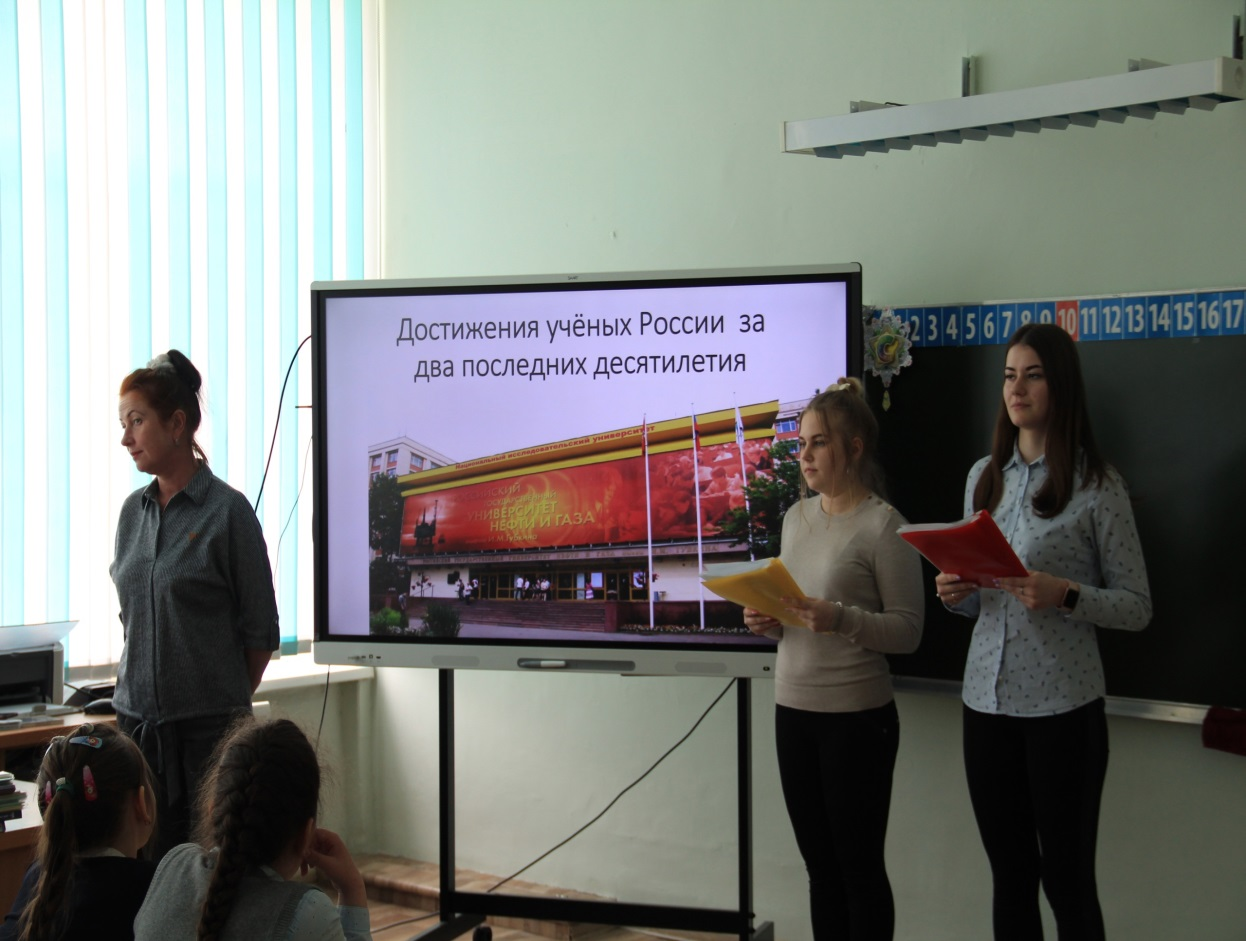 Достижения учёных России за
два последних десятилетия
Национальный исследовательский университет
УНИВЕРСИТЕТ
НЕФТИ И ГАЗА
2 3 4 5 6 7 8 9 10 11 12 13 14 15 16 17